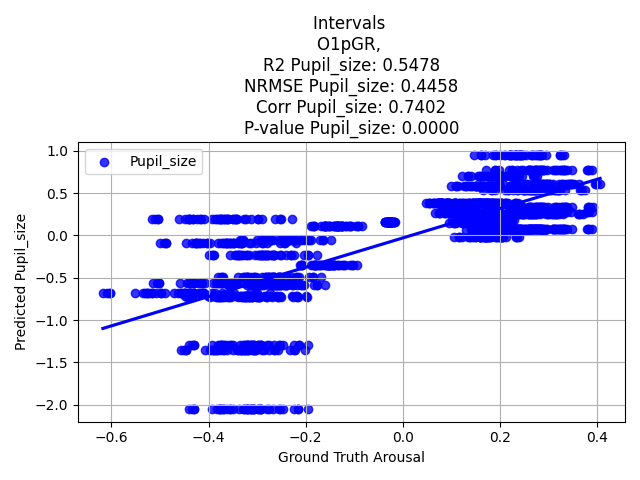 Intervals
O1pGR,
R2 Pupil_size: 0.5478
NRMSE Pupil_size: 0.4458
Corr Pupil_size: 0.7402
P-value Pupil_size: 0.0000
Pupil_size
1.0
0.5
0.0
−0.5
−1.0
−1.5
−2.0
Predicted Pupil_size
−0.6
−0.4
−0.2
0.0
0.2
0.4
Ground Truth Arousal